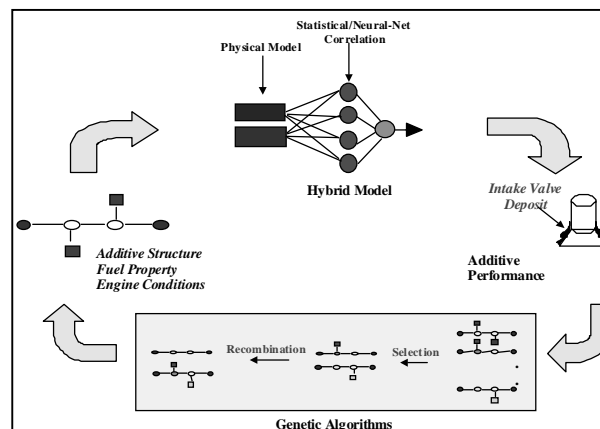 Statistical/Neural-Net
Correlation
Physical Model
Hybrid Model
Intake Valve
Deposit
Additive
Performance
Additive Structure
Fuel Property
Engine Conditions
Recombination
Selection
Genetic Algorithms